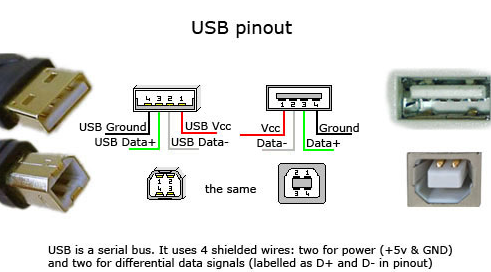 USB pinout
4 3 2 1
1 2 3 4
USB Ground USB Vcc
USB Data+ USB Data-
Vcc Ground
Data- Data+
1 2
4 3
the same
2 1
3 4
USB is a serial bus. It uses 4 shielded wires: two for power (+5v & GND)
and two for differential data signals (labelled as D+ and D- in pinout)